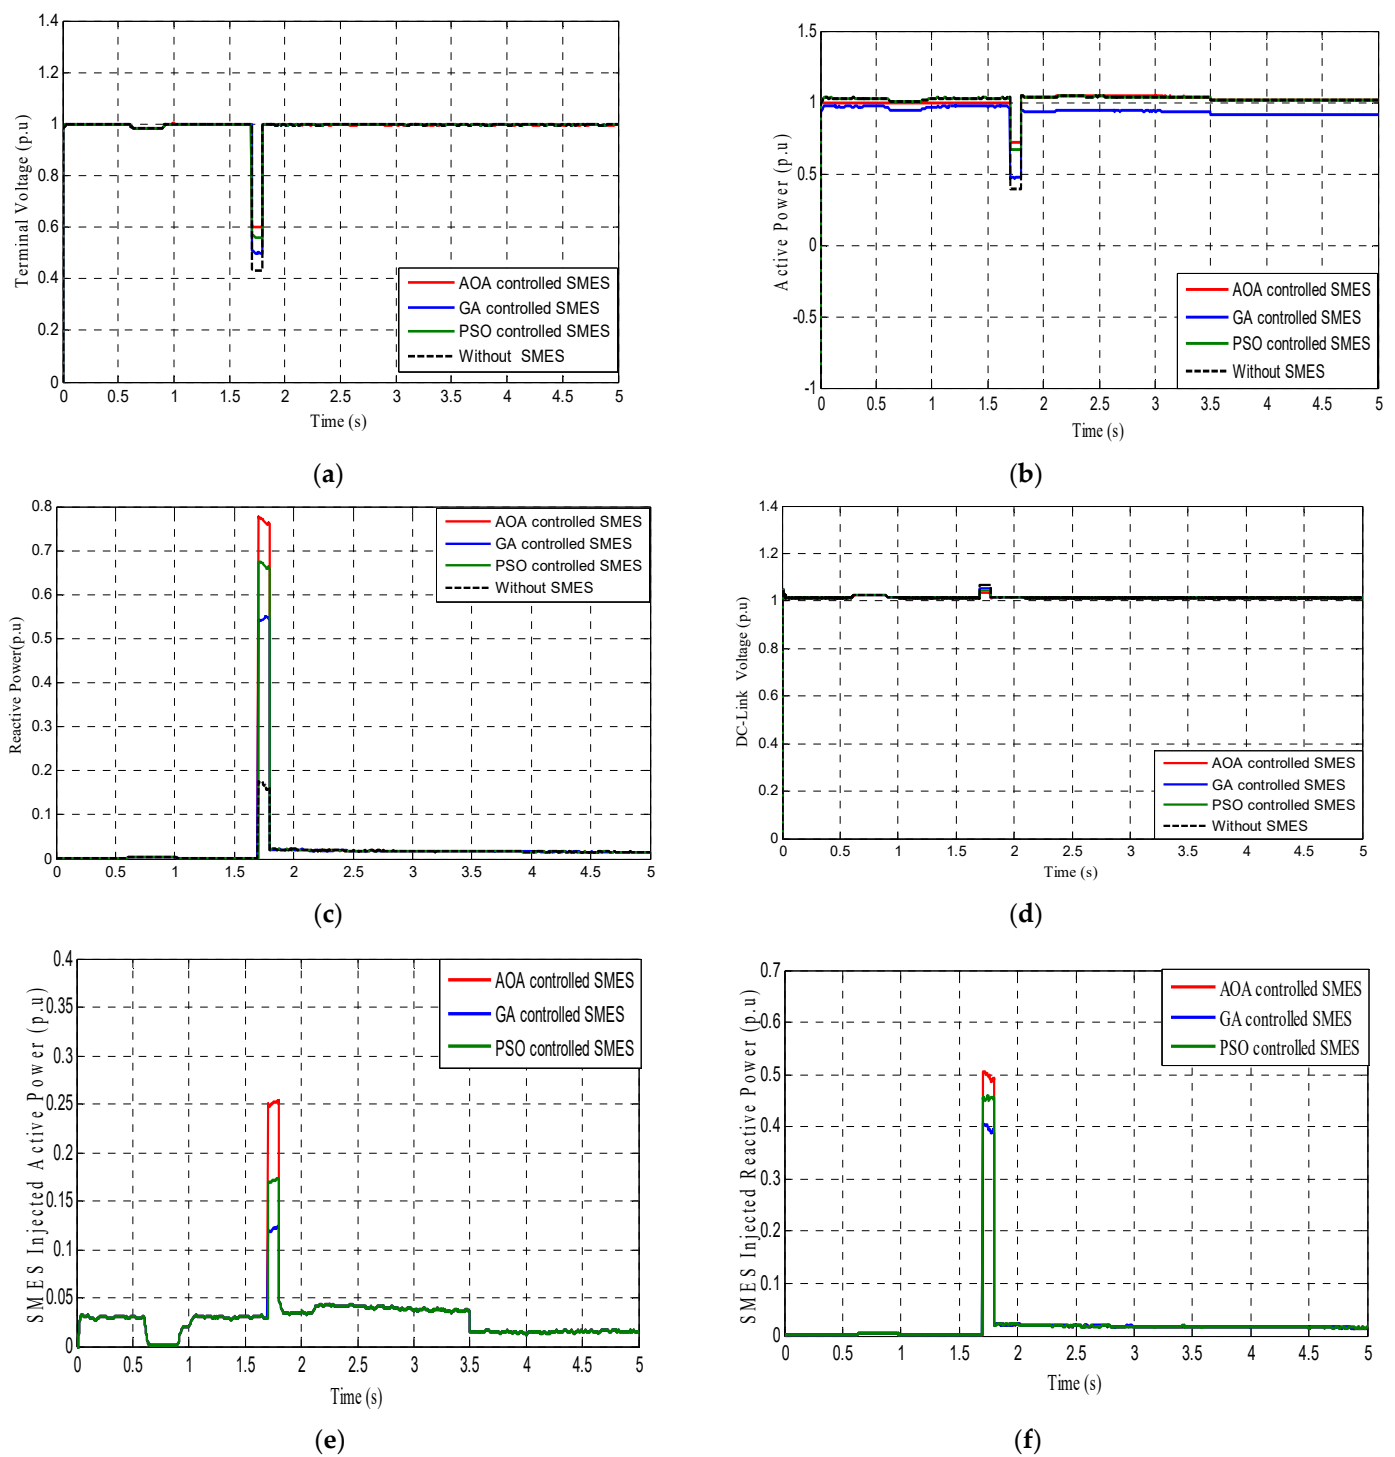 1.4
1.2
1
0.8
0.6
0.4
0.2
0
Terminal Voltage (p.u)
AOA controlled SMES
GA controlled SMES
PSO controlled SMES
Without SMES
0 0.5 1 1.5 2 2.5 3 3.5 4 4.5 5
Time (s)
(a)
1.5
1
0.5
0
-0.5
-1
Active Power (p.u)
AOA controlled SMES
GA controlled SMES
PSO controlled SMES
Without SMES
0 0.5 1 1.5 2 2.5 3 3.5 4 4.5 5
Time (s)
(b)
0.8
0.7
0.6
0.5
0.4
0.3
0.2
0.1
0
Reactive Power(p.u)
AOA controlled SMES
GA controlled SMES
PSO controlled SMES
Without SMES
0 0.5 1 1.5 2 2.5 3 3.5 4 4.5 5
(c)
1.4
1.2
1
0.8
0.6
0.4
0.2
0
DC-Link Voltage (p.u)
AOA controlled SMES
GA controlled SMES
PSO controlled SMES
Without SMES
0 0.5 1 1.5 2 2.5 3 3.5 4 4.5 5
Time (s)
(d)
0.4
0.35
0.3
0.25
0.2
0.15
0.1
0.05
0
SMES Injected Active Power (p.u)
AOA controlled SMES
GA controlled SMES
PSO controlled SMES
0 0.5 1 1.5 2 2.5 3 3.5 4 4.5 5
Time (s)
(e)
0.7
0.6
0.5
0.4
0.3
0.2
0.1
0
SMES Injected Reactive Power (p.u)
AOA controlled SMES
GA controlled SMES
PSO controlled SMES
0 0.5 1 1.5 2 2.5 3 3.5 4 4.5 5
Time (s)
(f)